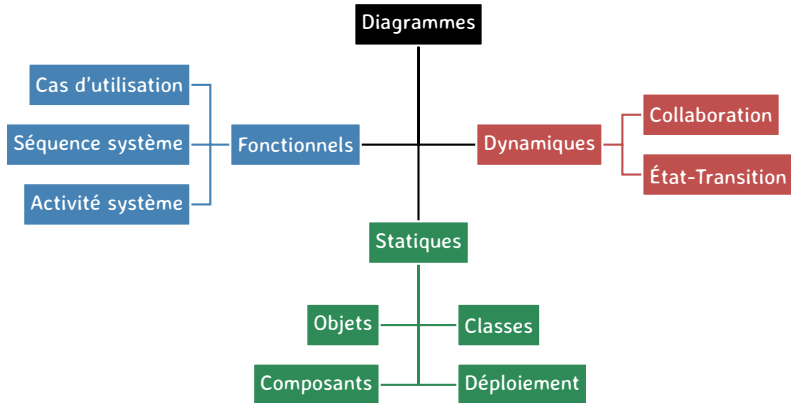 Diagrammes
Cas d'utilisation
Séquence système
Activité système
Fonctionnels
Dynamiques
Collaboration
État-Transition
Statiques
Objets
Classes
Composants
Déploiement